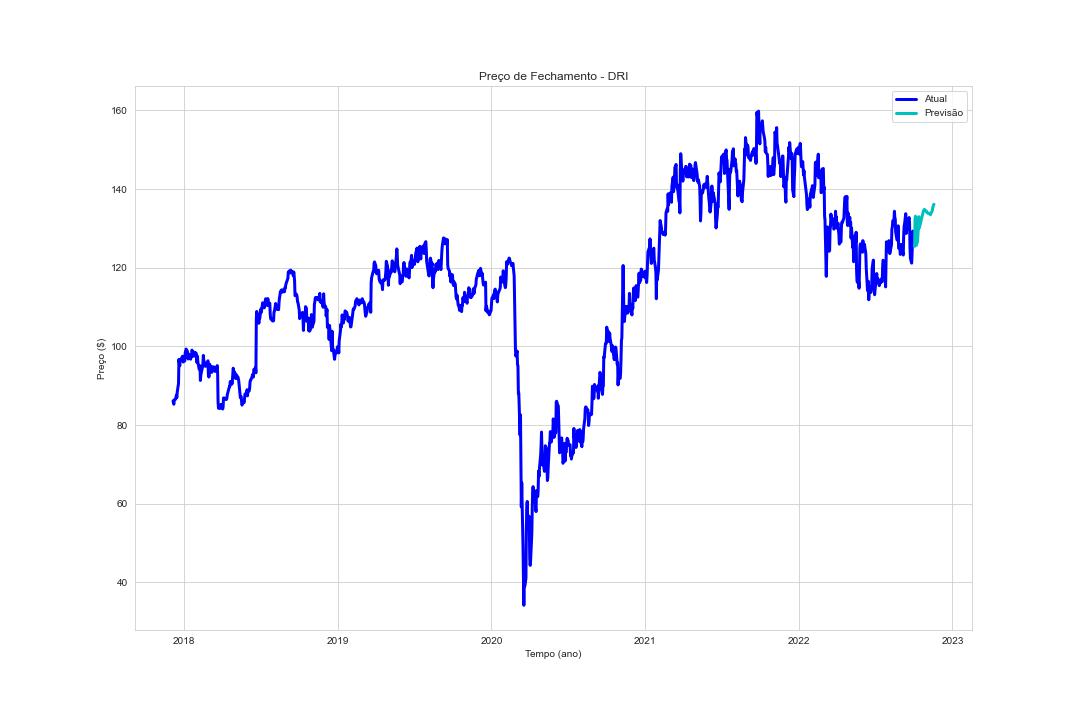 Preço de Fechamento - DRI
Atual
Previsão
Preço ($)
160
140
120
100
80
60
40
2018
2019
2020
2021
2022
2023
Tempo (ano)